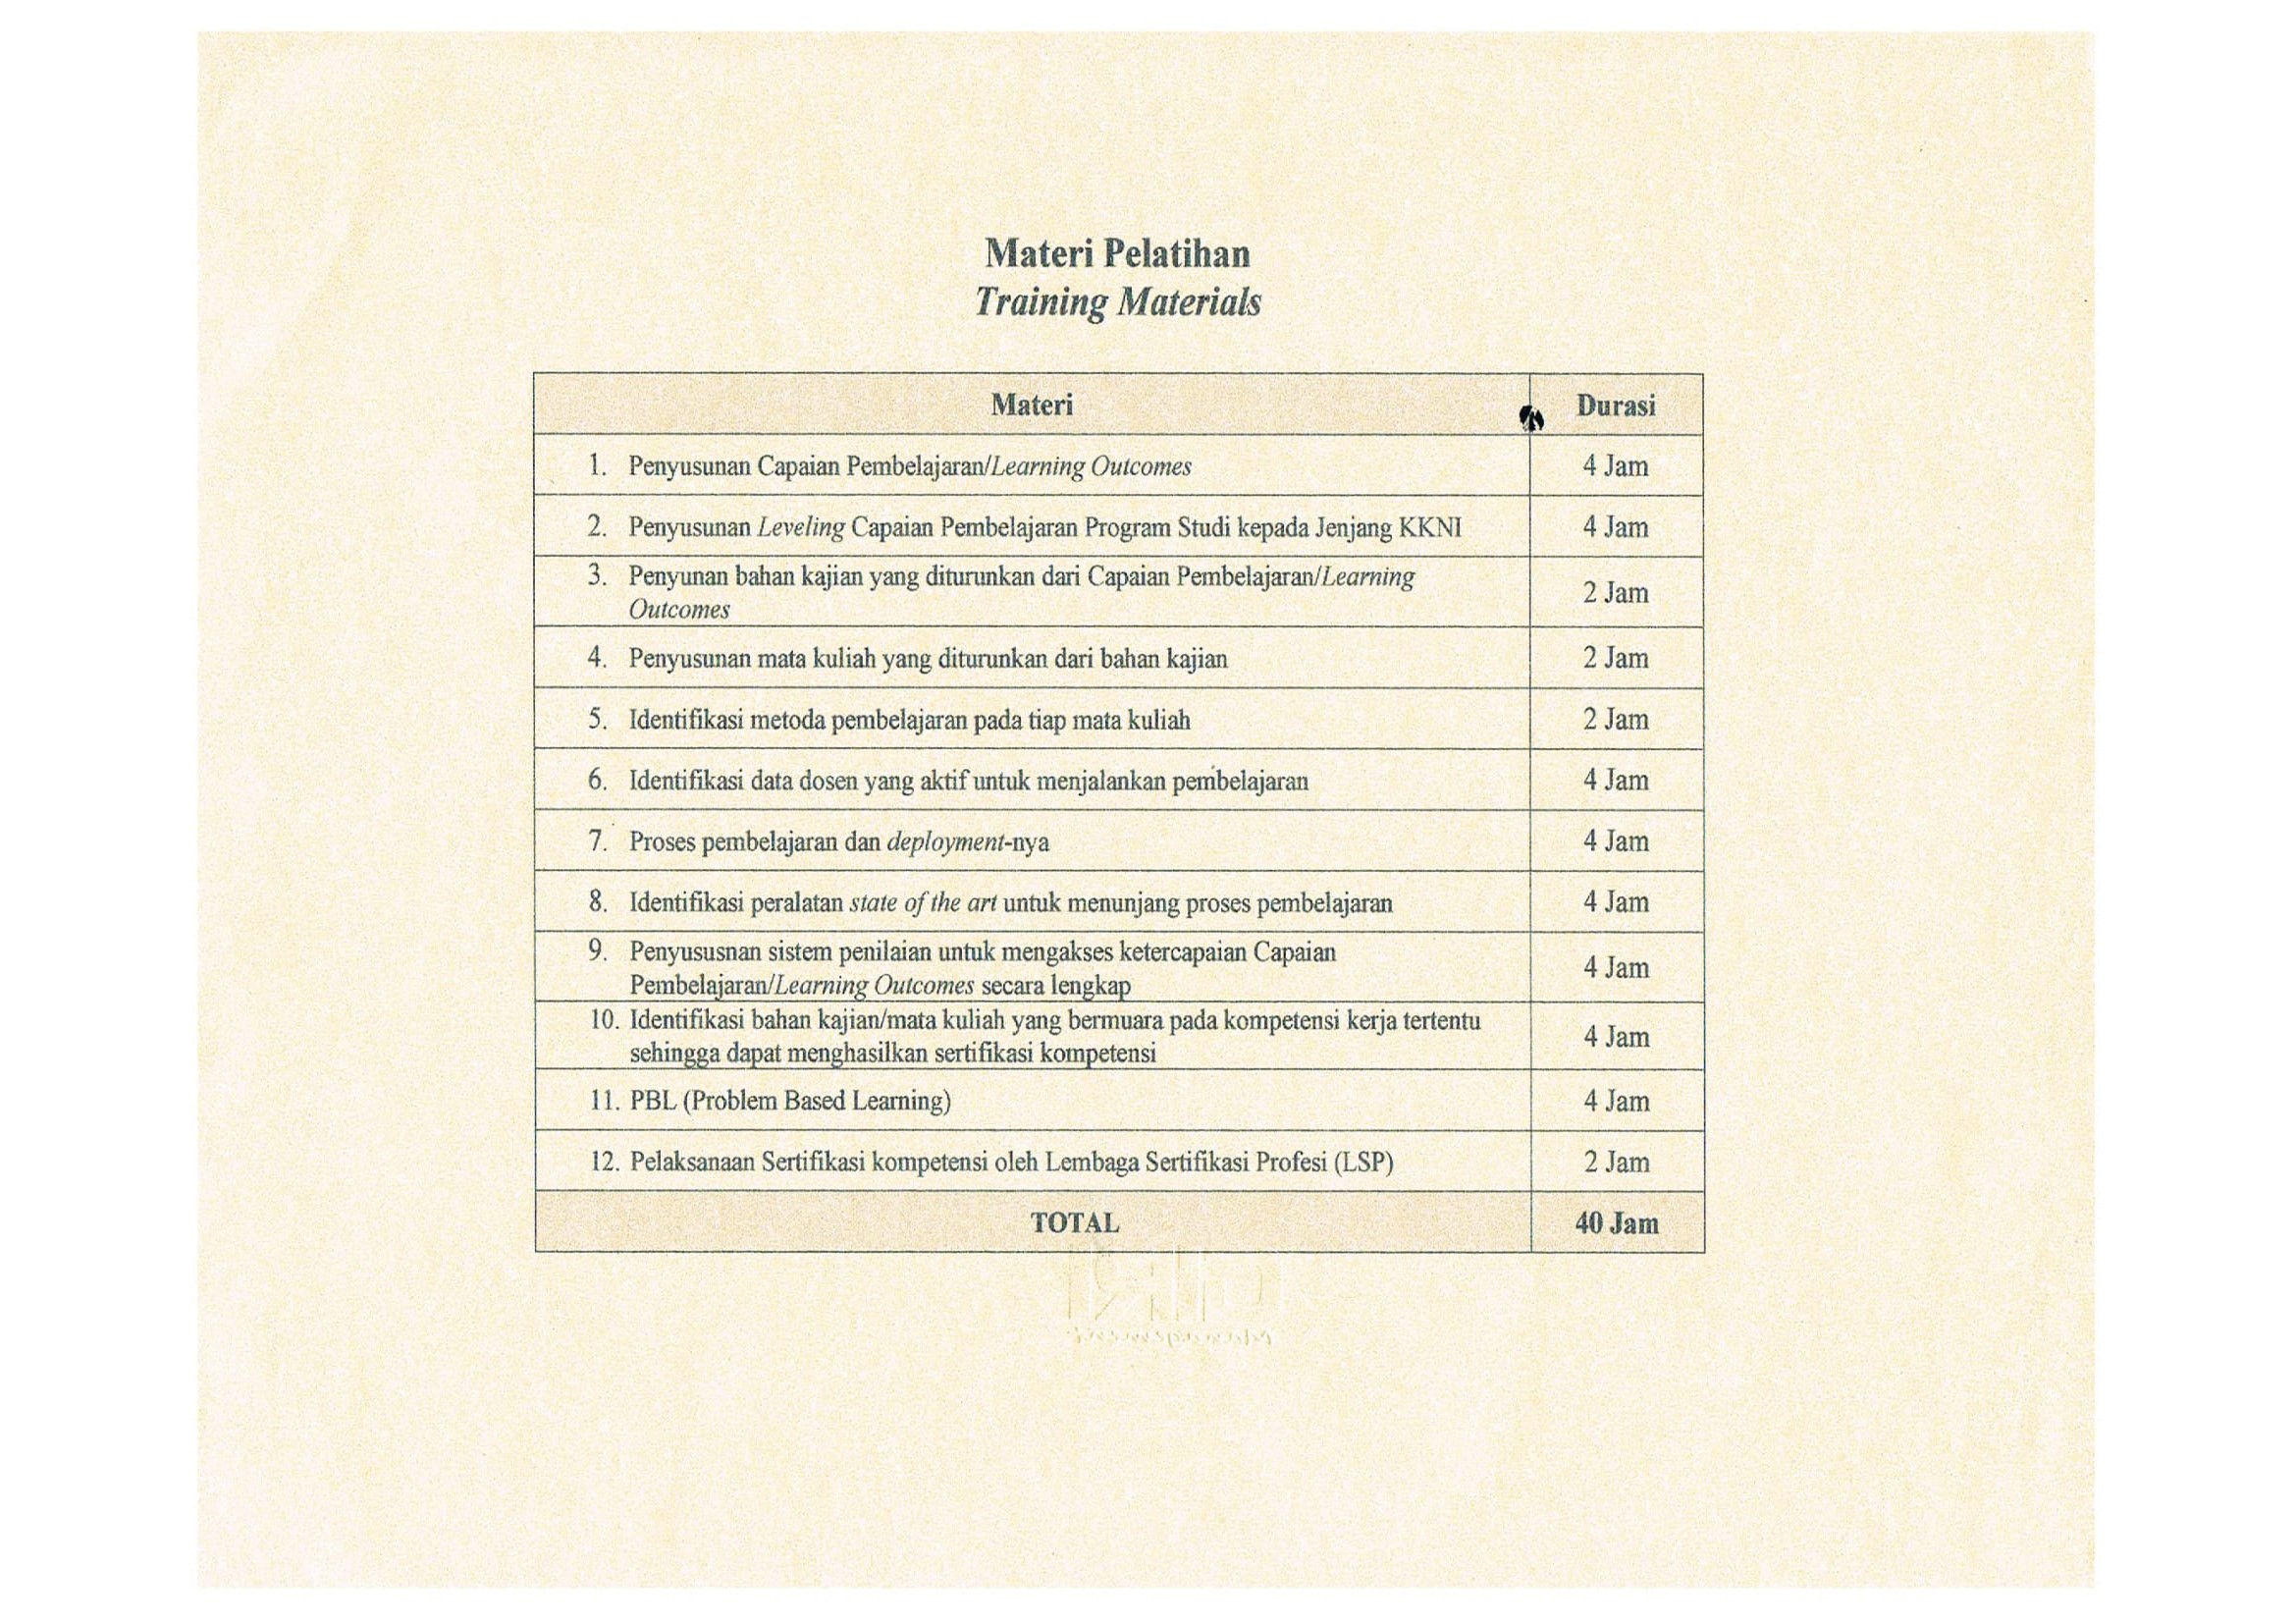 Materi Pelatihan
Training Materials
Materi Durasi
1. Penyusunan Capaian Pembelajaran/Learning Outcomes 4 Jam
2. Penyusunan Leveling Capaian Pembelajaran Program Studi kepada Jenjang KKNI 4 Jam
3. Penyunan bahan kajian yang diturunkan dari Capaian Pembelajaran/Learning
Outcomes 2 Jam
4. Penyusunan mata kuliah yang diturunkan dari bahan kajian 2 Jam
5. Identifikasi metoda pembelajaran pada tiap mata kuliah 2 Jam
6. Identifikasi data dosen yang aktif untuk menjalankan pembelajaran 4 Jam
7. Proses pembelajaran dan deployment-nya 4 Jam
8. Identifikasi peralatan state of the art untuk menunjang proses pembelajaran 4 Jam
9. Penyususnan sistem penilaian untuk mengakses ketercapaian Capaian
Pembelajaran/Learning Outcomes secara lengkap 4 Jam
10. Identifikasi bahan kajian/mata kuliah yang bermuara pada kompetensi kerja tertentu
sehingga dapat menghasilkan sertifikasi kompetensi 4 Jam
11. PBL (Problem Based Learning) 4 Jam
12. Pelaksanaan Sertifikasi kompetensi oleh Lembaga Sertifikasi Profesi (LSP) 2 Jam
TOTAL 40 Jam